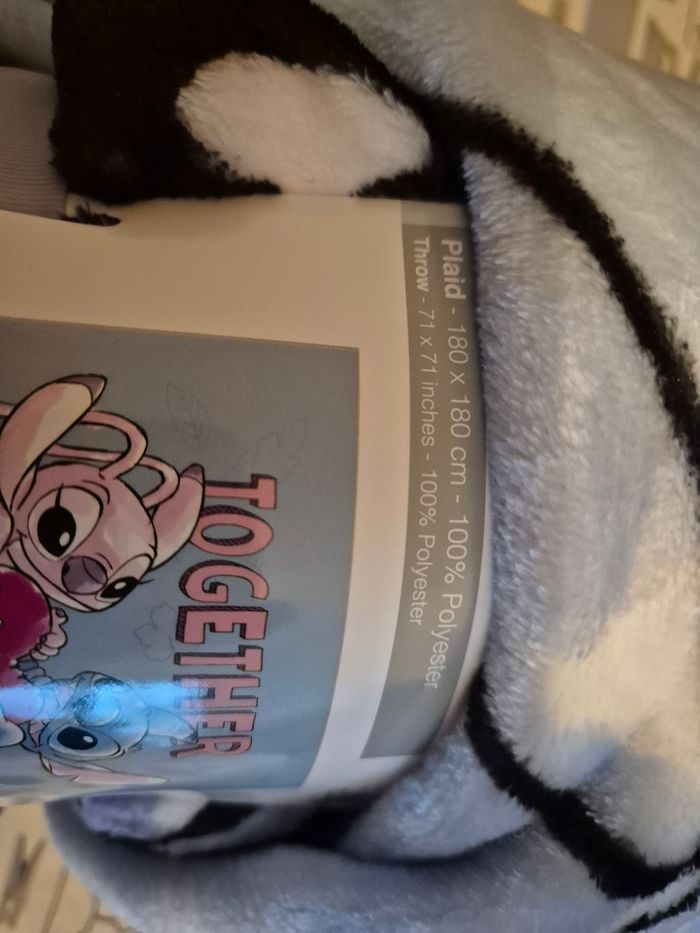 Plaid - 180 x 180 cm - 100% Polyester
Throw - 71 x 71 inches - 100% Polyester
TOGETHER